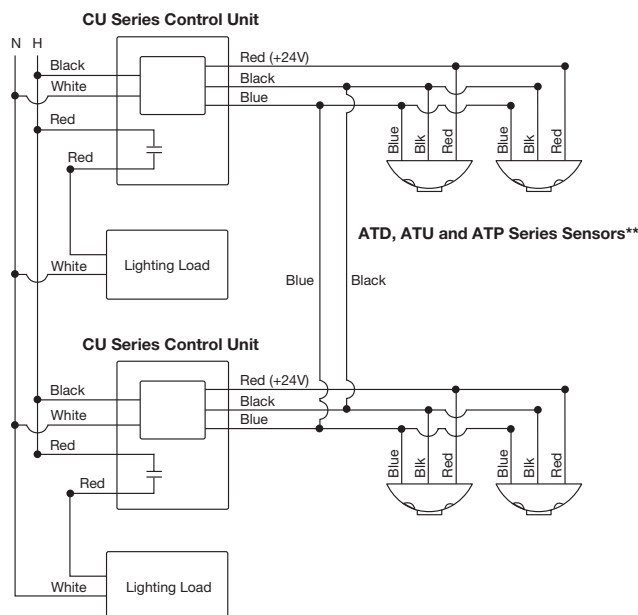 CU Series Control Unit
N H
Black
White
Red
Red
Red (+24V)
Black
Blue
Blue
Blk
Red
Blue
Blk
Red
ATD, ATU and ATP Series Sensors**
White
Lighting Load
Blue
Black
CU Series Control Unit
Black
White
Red
Red
Red (+24V)
Black
Blue
Blue
Blk
Red
Blue
Blk
Red
White
Lighting Load